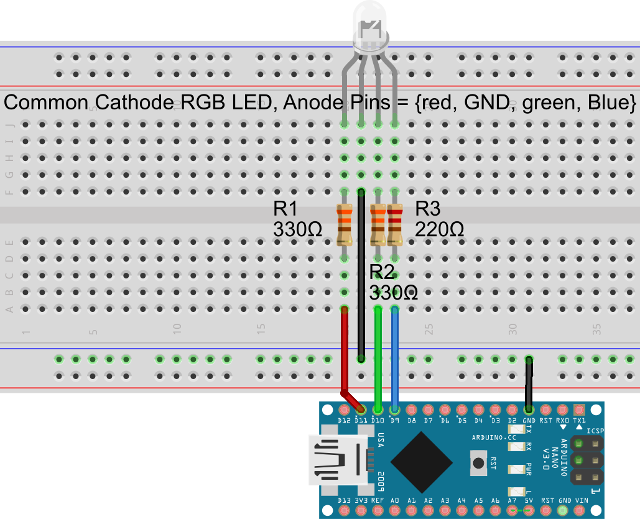 Common Cathode RGB LED, Anode Pins = {red, GND, green, Blue}
J
I
H
G
F
R1
330Ω
R3
220Ω
R2
330Ω
E
D
C
B
A
1 5 10 15 25 30 35
D12 D11 D10 D9 D8 D7 D6 D5 D4 D3 D2 GND RST RX0 TX1
USA
ARDUINO.CC
TX
RX
PWR
L
RST
ARDUINO
NANO
V3.0
ICSP
1
D13 3V3 REF A0 A1 A2 A3 A4 A5 A6 A7 5V RST GND VIN